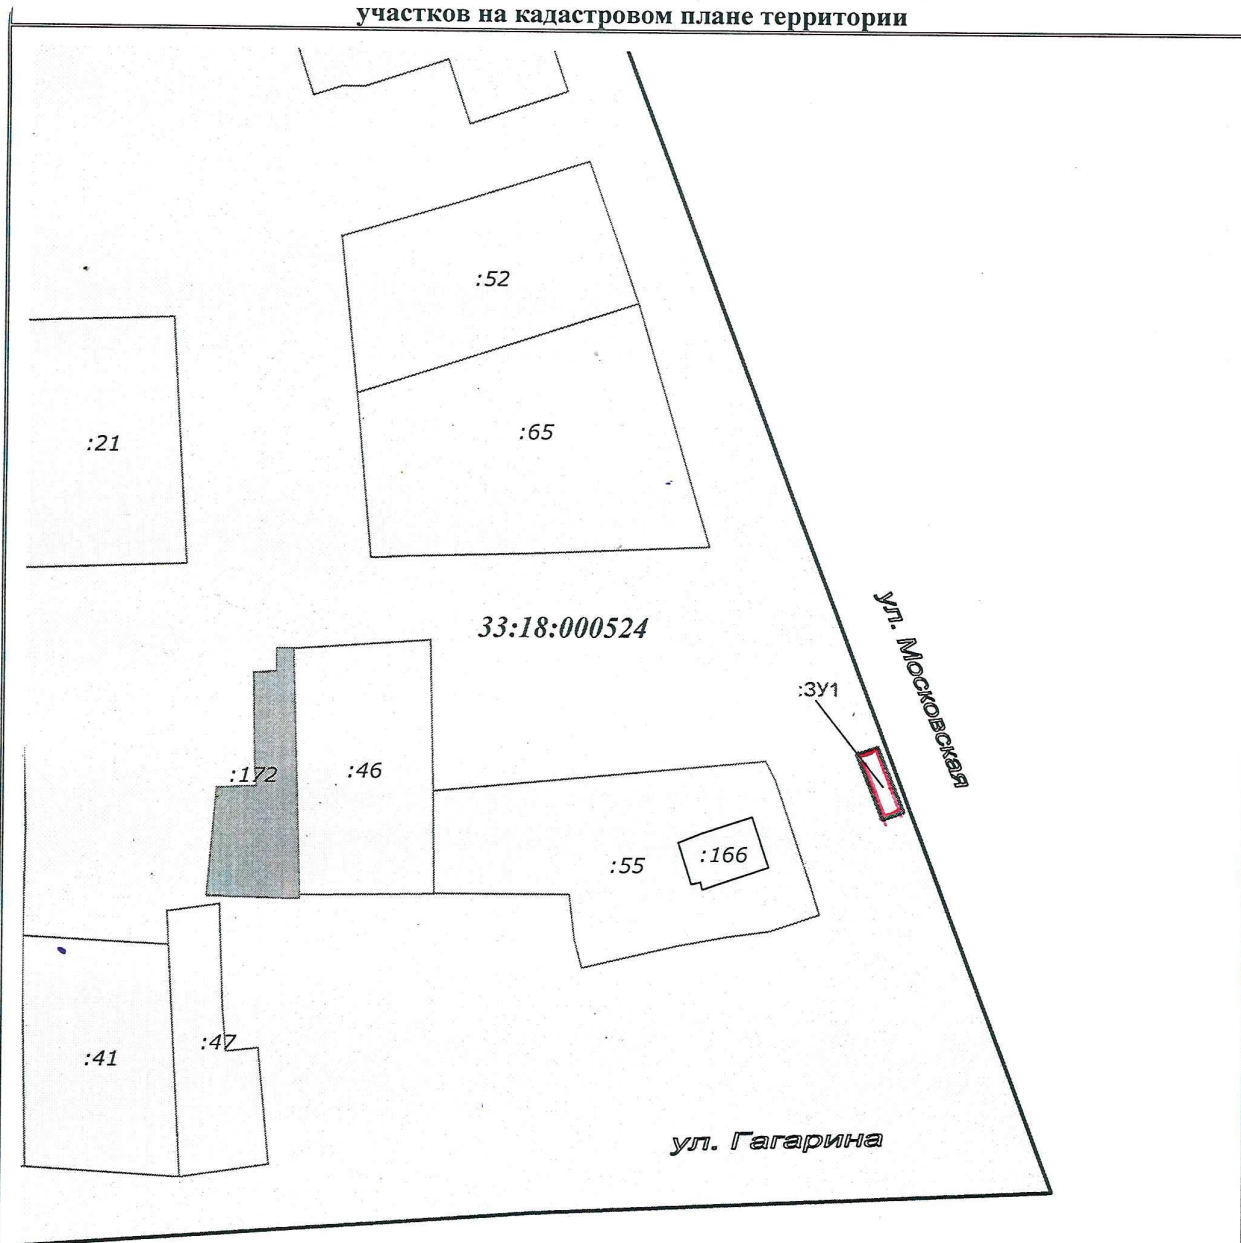 участков на кадастровом плане территории
:52
:21
:65
33:18:000524
ул. Московская
:ЗУ1
:172
:46
:55
:166
:41
:47
ул. Гагарина